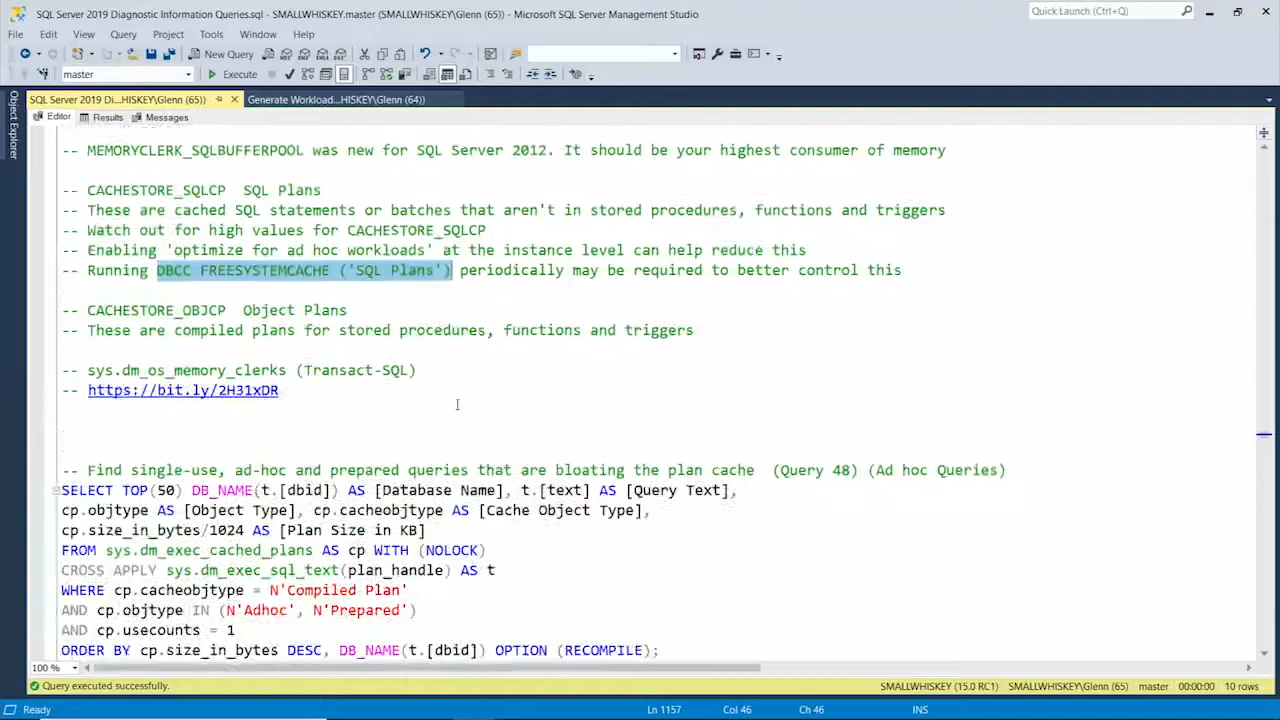 SQL Server 2019 Diagnostic Information Queries.sql - SMALLWHISKEY.master (SMALLWHISKEY\Glenn (65)) - Microsoft SQL Server Management Studio
Quick Launch (Ctrl+Q)
File Edit View Query Project Tools Window Help
New Query
master Execute
SQL Server 2019 Di...HISKEY\Glenn (65)) Generate Workload...HISKEY\Glenn (64))
Object Explorer
Editor Results Messages
-- MEMORYCLERK_SQLBUFFERPOOL was new for SQL Server 2012. It should be your highest consumer of memory
-- CACHESTORE_SQLCP  SQL Plans
-- These are cached SQL statements or batches that aren't in stored procedures, functions and triggers
-- Watch out for high values for CACHESTORE_SQLCP
-- Enabling 'optimize for ad hoc workloads' at the instance level can help reduce this
-- Running DBCC FREESYSTEMCACHE ('SQL Plans') periodically may be required to better control this
-- CACHESTORE_OBJCP  Object Plans
-- These are compiled plans for stored procedures, functions and triggers
-- sys.dm_os_memory_clerks (Transact-SQL)
-- https://bit.ly/2H31xDR
-- Find single-use, ad-hoc and prepared queries that are bloating the plan cache  (Query 48) (Ad hoc Queries)
SELECT TOP(50) DB_NAME(t.[dbid]) AS [Database Name], t.[text] AS [Query Text],
cp.objtype AS [Object Type], cp.cacheobjtype AS [Cache Object Type],
cp.size_in_bytes/1024 AS [Plan Size in KB]
FROM sys.dm_exec_cached_plans AS cp WITH (NOLOCK)
CROSS APPLY sys.dm_exec_sql_text(plan_handle) AS t
WHERE cp.cacheobjtype = N'Compiled Plan'
AND cp.objtype IN (N'Adhoc', N'Prepared')
AND cp.usecounts = 1
ORDER BY cp.size_in_bytes DESC, DB_NAME(t.[dbid]) OPTION (RECOMPILE);
100 %
Query executed successfully. SMALLWHISKEY (15.0 RC1) SMALLWHISKEY\Glenn (65) master 00:00:00 10 rows
Ready Ln 1157 Col 46 Ch 46 INS